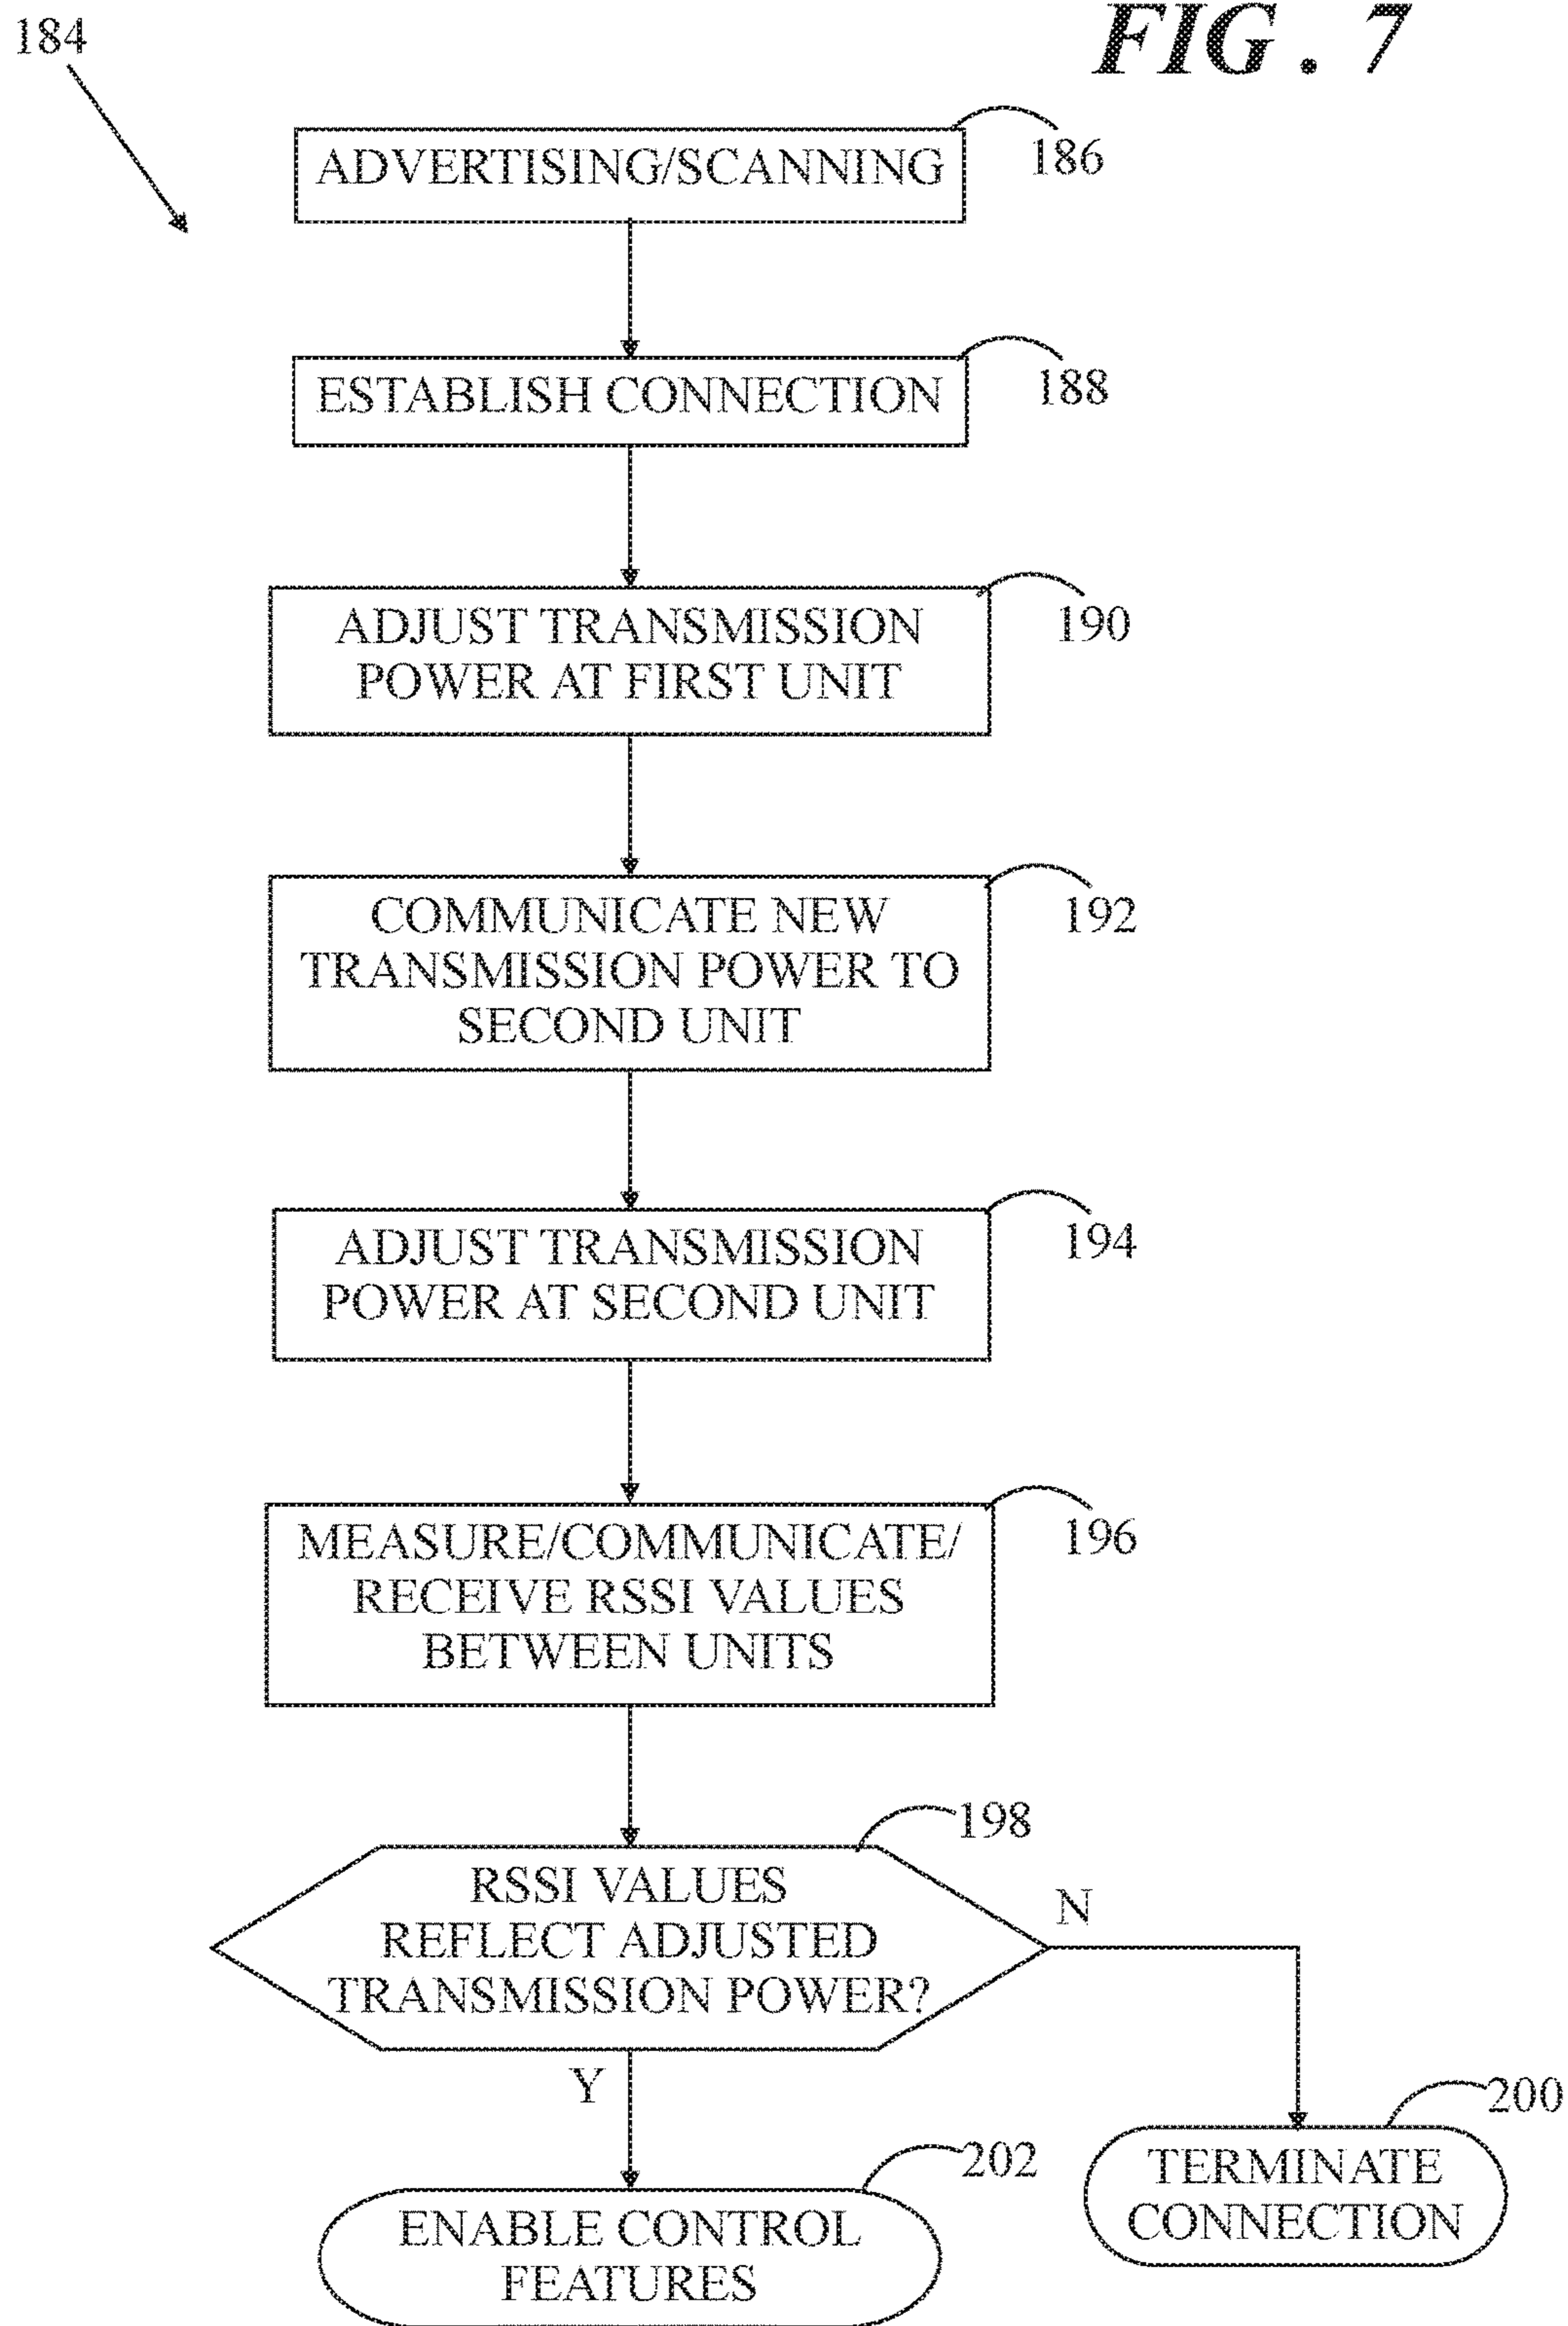 FIG . 7
184
ADVERTISING/SCANNING
186
ESTABLISH CONNECTION
188
ADJUST TRANSMISSION
POWER AT FIRST UNIT
190
COMMUNICATE NEW
TRANSMISSION POWER TO
SECOND UNIT
192
ADJUST TRANSMISSION
POWER AT SECOND UNIT
194
MEASURE/COMMUNICATE/
RECEIVE RSSI VALUES
BETWEEN UNITS
196
RSSI VALUES
REFLECT ADJUSTED
TRANSMISSION POWER?
198
N
Y
TERMINATE
CONNECTION
200
ENABLE CONTROL
FEATURES
202